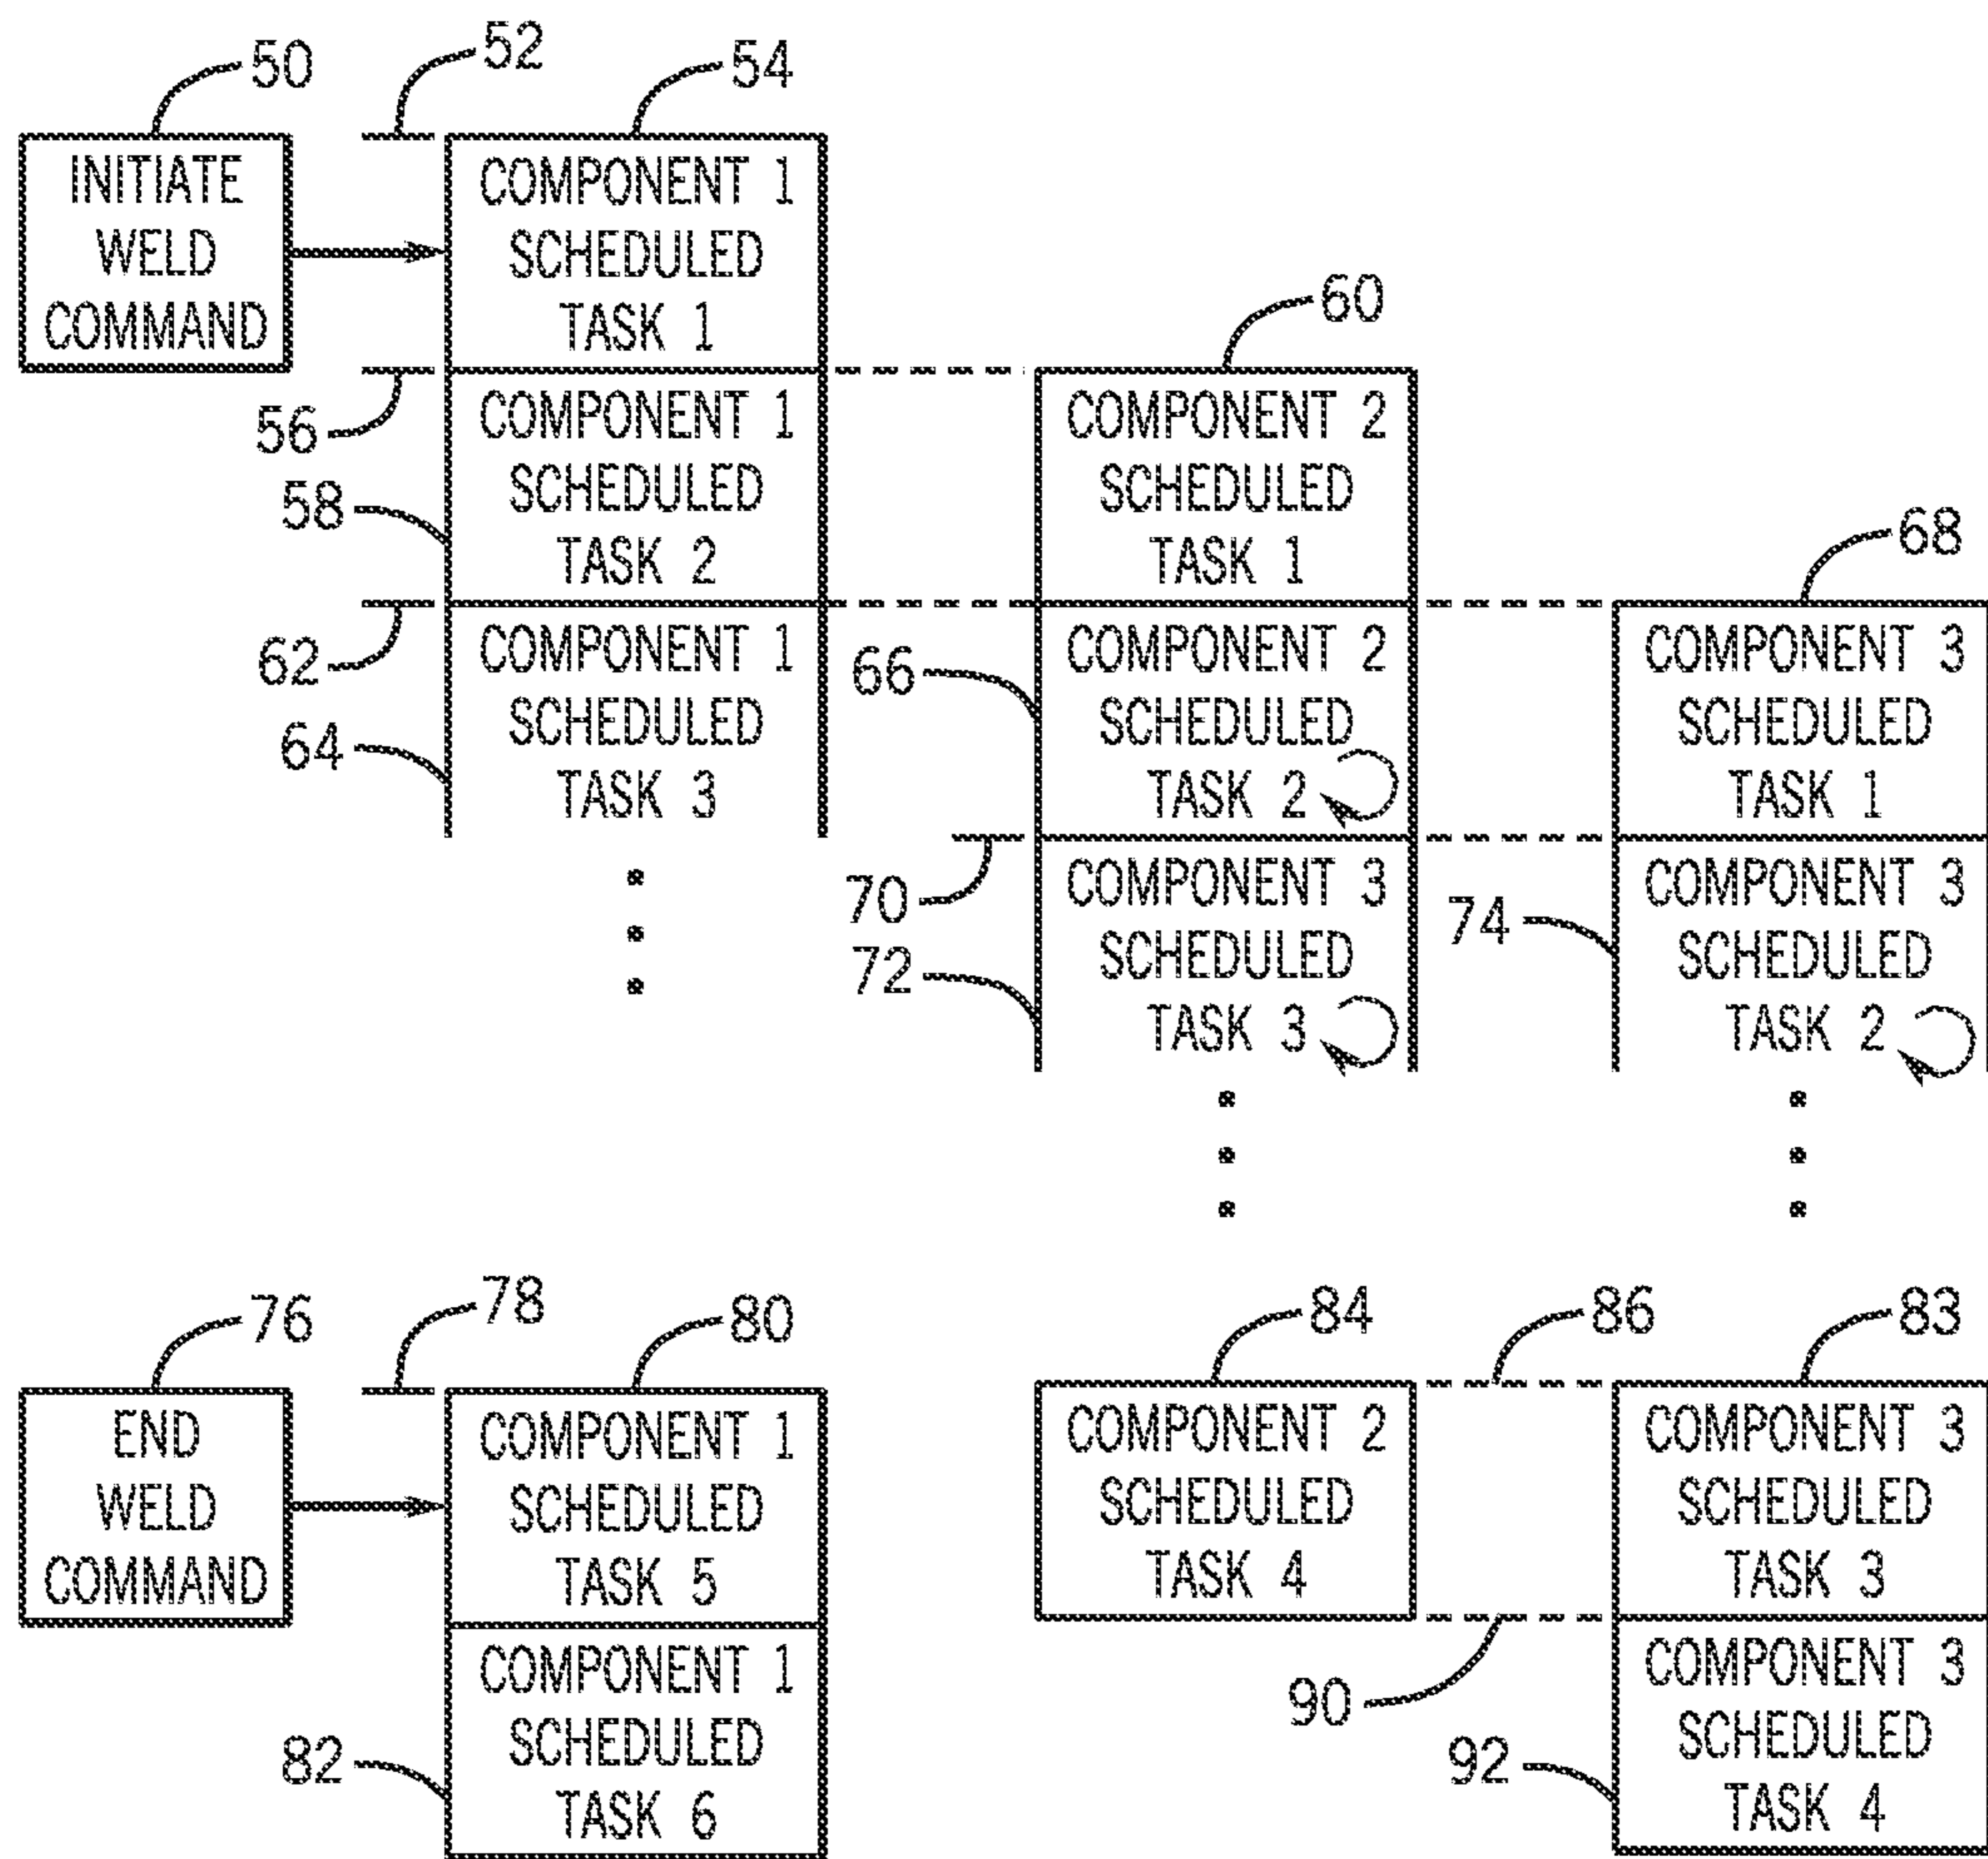 50
52
54
INITIATE
WELD
COMMAND
COMPONENT 1
SCHEDULED
TASK 1
56
58
COMPONENT 1
SCHEDULED
TASK 2
60
COMPONENT 2
SCHEDULED
TASK 1
62
64
COMPONENT 1
SCHEDULED
TASK 3
66
COMPONENT 2
SCHEDULED
TASK 2
68
COMPONENT 3
SCHEDULED
TASK 1
70
72
COMPONENT 3
SCHEDULED
TASK 3
74
COMPONENT 3
SCHEDULED
TASK 2
76
78
80
END
WELD
COMMAND
COMPONENT 1
SCHEDULED
TASK 5
82
COMPONENT 1
SCHEDULED
TASK 6
84
86
83
COMPONENT 2
SCHEDULED
TASK 4
COMPONENT 3
SCHEDULED
TASK 3
90
92
COMPONENT 3
SCHEDULED
TASK 4